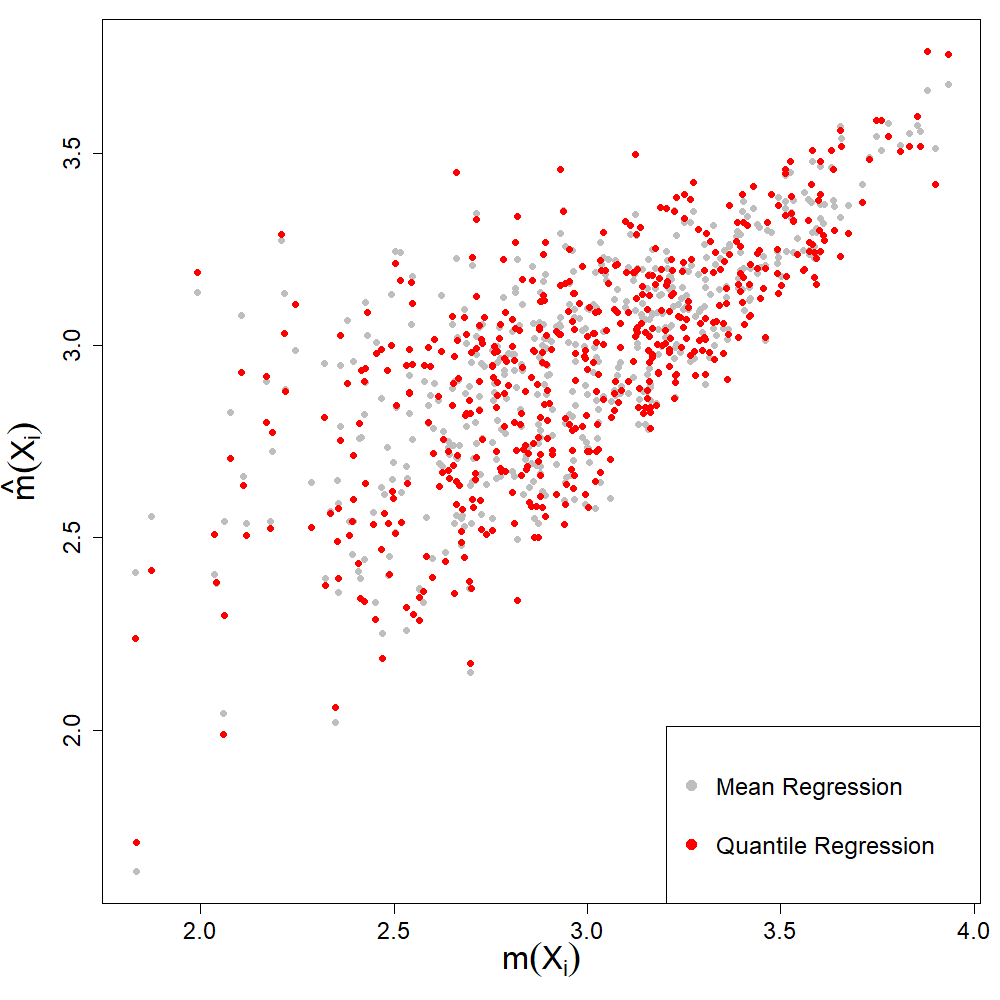 3.5
3.0
2.5
2.0
m̂(Xᵢ)
Mean Regression
Quantile Regression
2.0 2.5 3.0 3.5 4.0
m(Xᵢ)